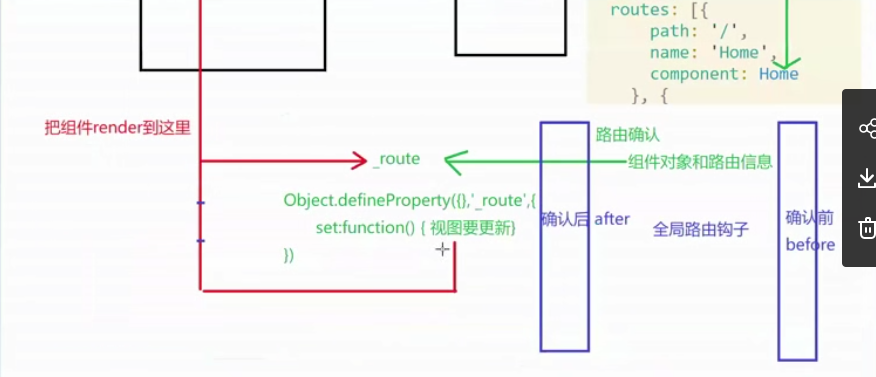 routes: [{
path: '/',
name: 'Home',
component: Home
}, {
把组件render到这里
路由确认
_route
组件对象和路由信息
Object.defineProperty({},'_route',{
set:function() { 视图要更新}
})
确认后 after
全局路由钩子
确认前
before